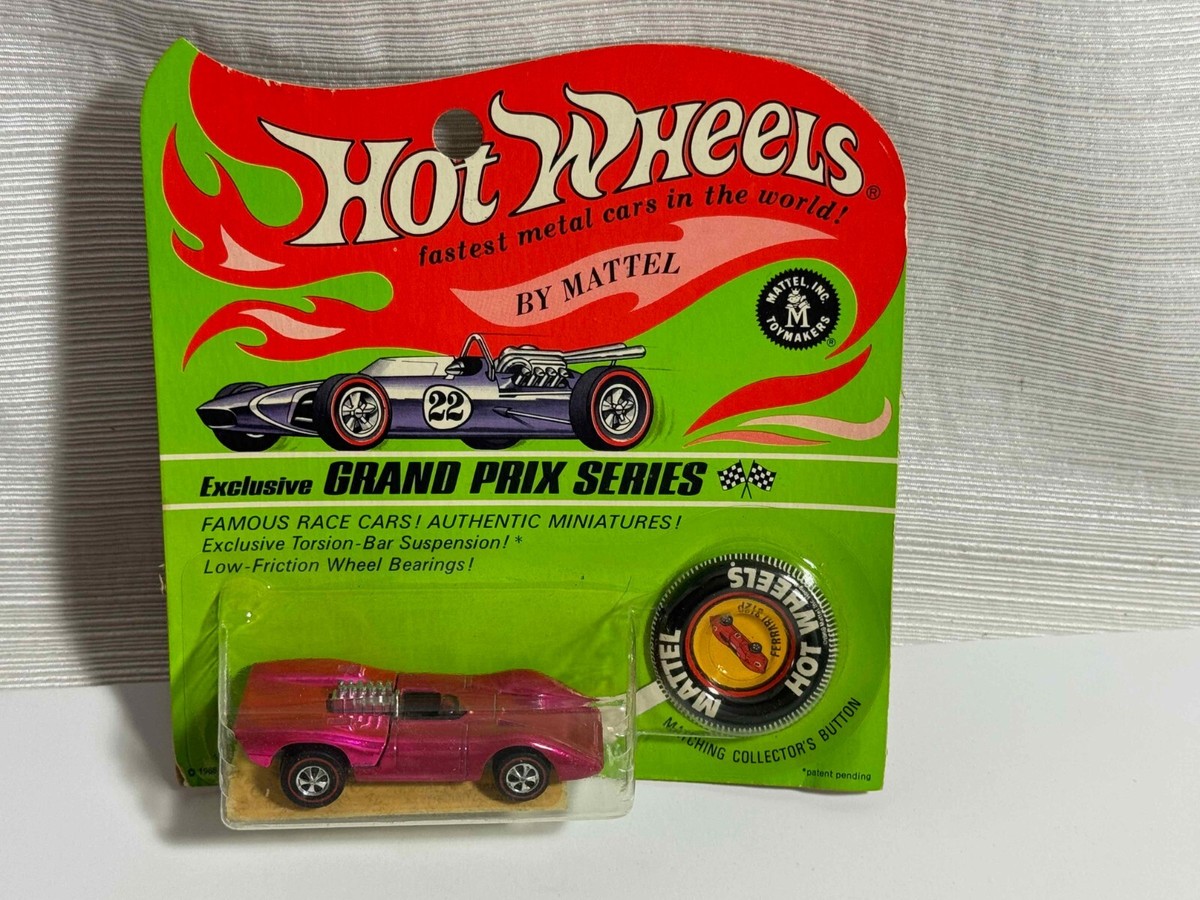 Hot Wheels®
fastest metal cars in the world!
BY MATTEL
MATTEL, INC.
M
TOYMAKERS
®
22
Exclusive GRAND PRIX SERIES
FAMOUS RACE CARS! AUTHENTIC MINIATURES!
Exclusive Torsion-Bar Suspension!*
Low-Friction Wheel Bearings!
MATTEL
HOT WHEELS
FERRARI 312P
MATCHING COLLECTOR'S BUTTON
*patent pending